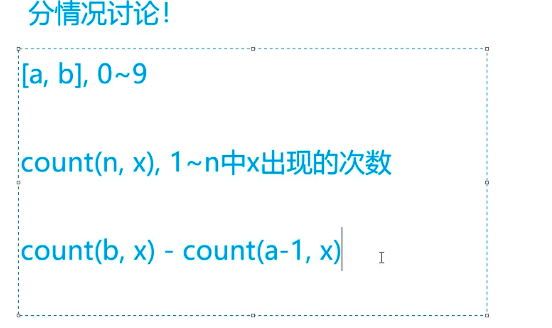 分情况讨论！
[a, b], 0~9
count(n, x), 1~n中x出现的次数
count(b, x) - count(a-1, x)